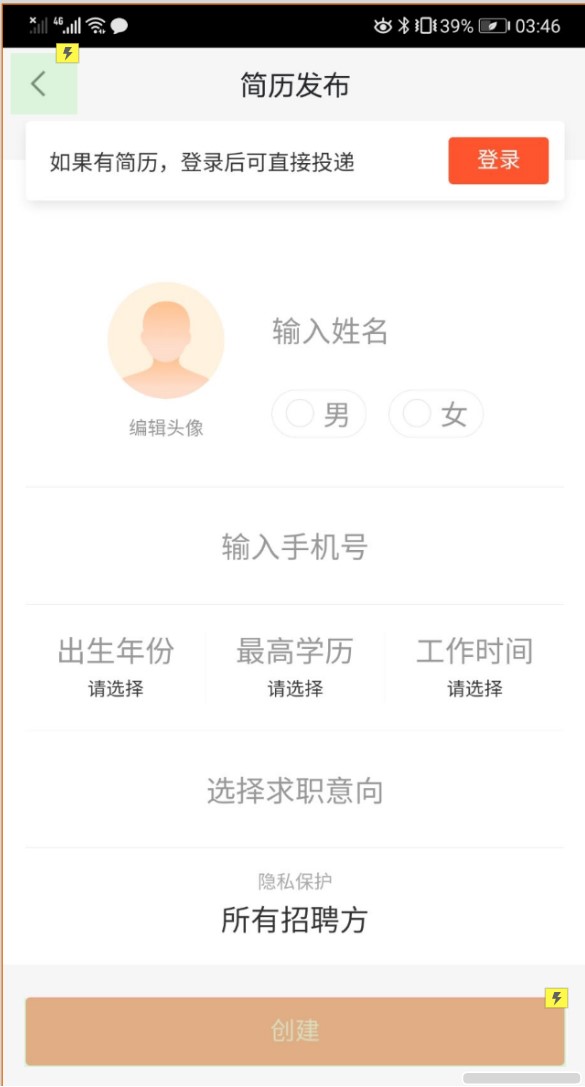 4G 39% 03:46
简历发布
如果有简历，登录后可直接投递 登录
输入姓名
男 女
编辑头像
输入手机号
出生年份 最高学历 工作时间
请选择 请选择 请选择
选择求职意向
隐私保护
所有招聘方
创建